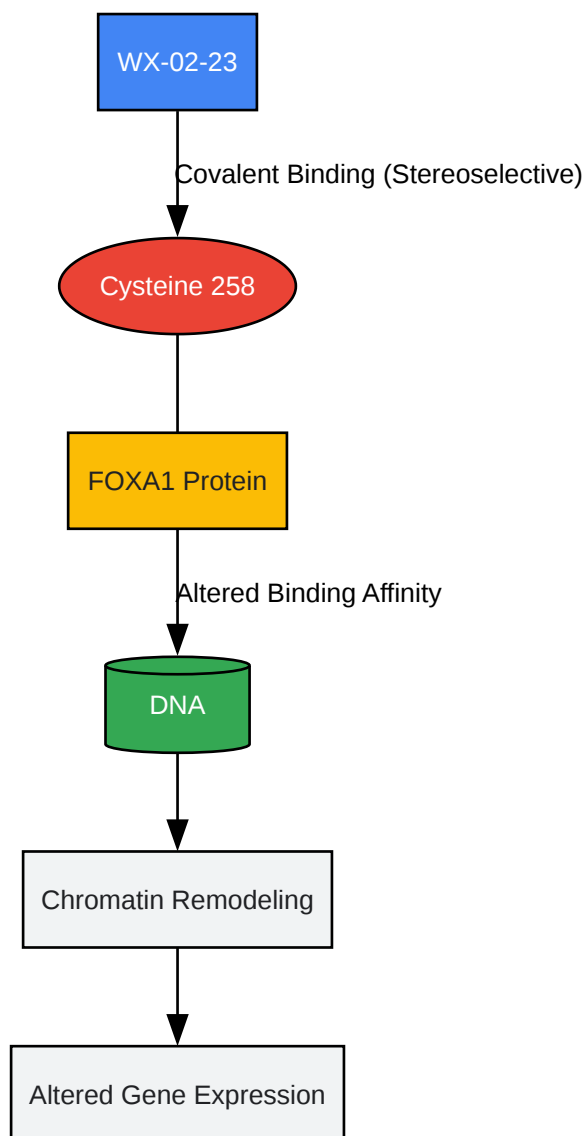 WX-02-23
Covalent Binding (Stereoselective)
Cysteine 258
FOXA1 Protein
Altered Binding Affinity
DNA
Chromatin Remodeling
Altered Gene Expression